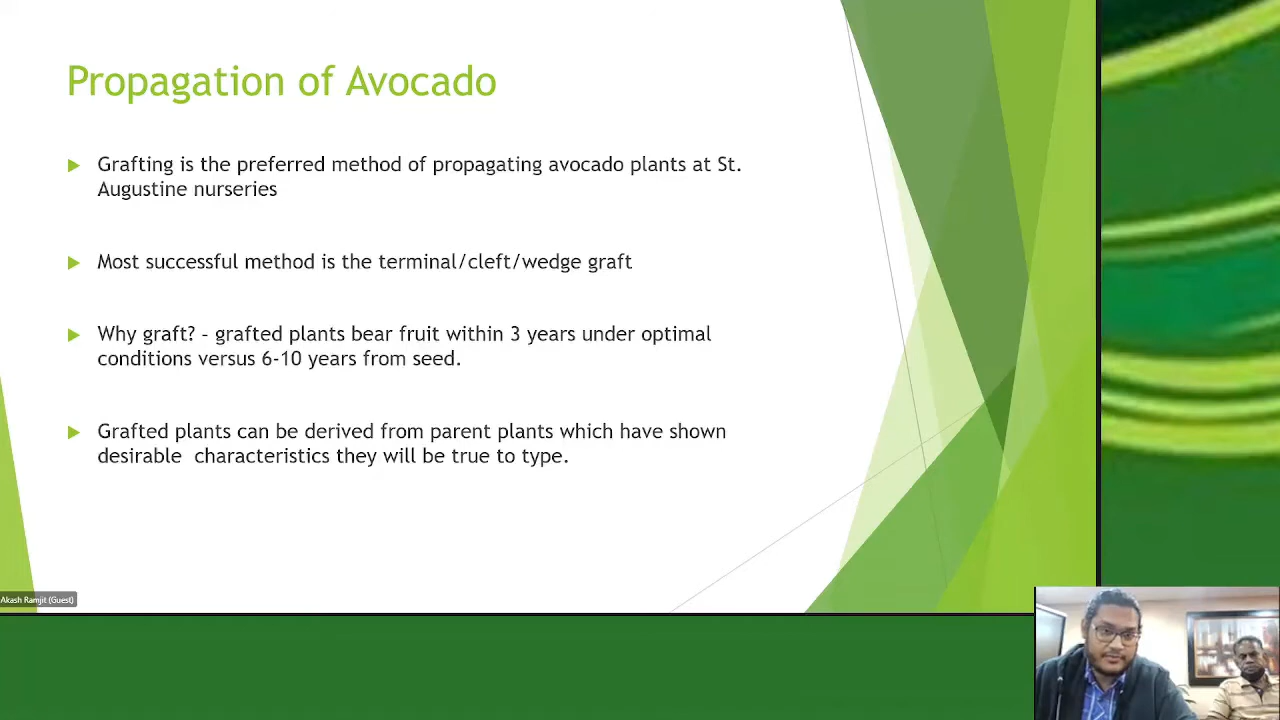 Propagation of Avocado
Grafting is the preferred method of propagating avocado plants at St.
Augustine nurseries
Most successful method is the terminal/cleft/wedge graft
Why graft? – grafted plants bear fruit within 3 years under optimal
conditions versus 6-10 years from seed.
Grafted plants can be derived from parent plants which have shown
desirable  characteristics they will be true to type.
Akash Ramjit (Guest)